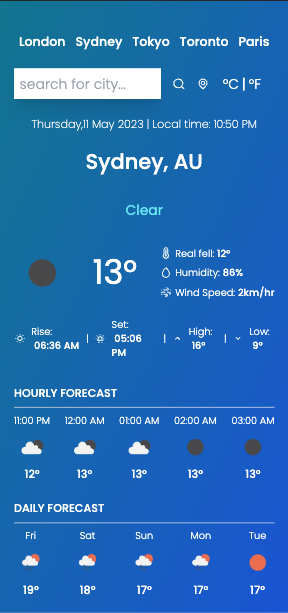 London Sydney Tokyo Toronto Paris
search for city...
°C | °F
Thursday,11 May 2023 | Local time: 10:50 PM
Sydney, AU
Clear
13°
Real fell: 12°
Humidity: 86%
Wind Speed: 2km/hr
Rise: 06:36 AM | Set: 05:06 PM | High: 16° | Low: 9°
HOURLY FORECAST
11:00 PM 12:00 AM 01:00 AM 02:00 AM 03:00 AM
12° 13° 13° 13° 13°
DAILY FORECAST
Fri Sat Sun Mon Tue
19° 18° 17° 17° 17°